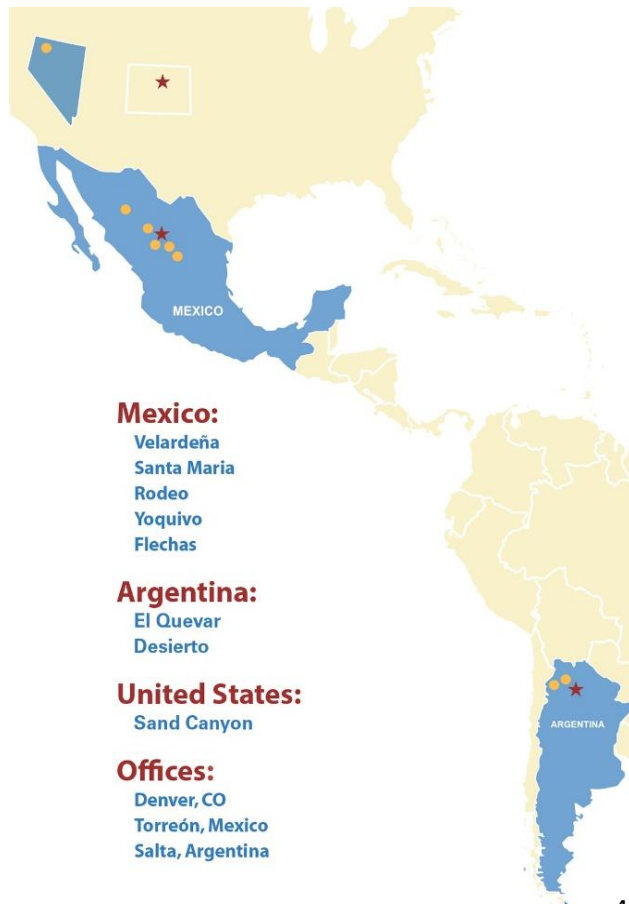 MEXICO
Mexico:
Velardeña
Santa Maria
Rodeo
Yoquivo
Flechas
Argentina:
El Quevar
Desierto
ARGENTINA
United States:
Sand Canyon
Offices:
Denver, CO
Torreón, Mexico
Salta, Argentina